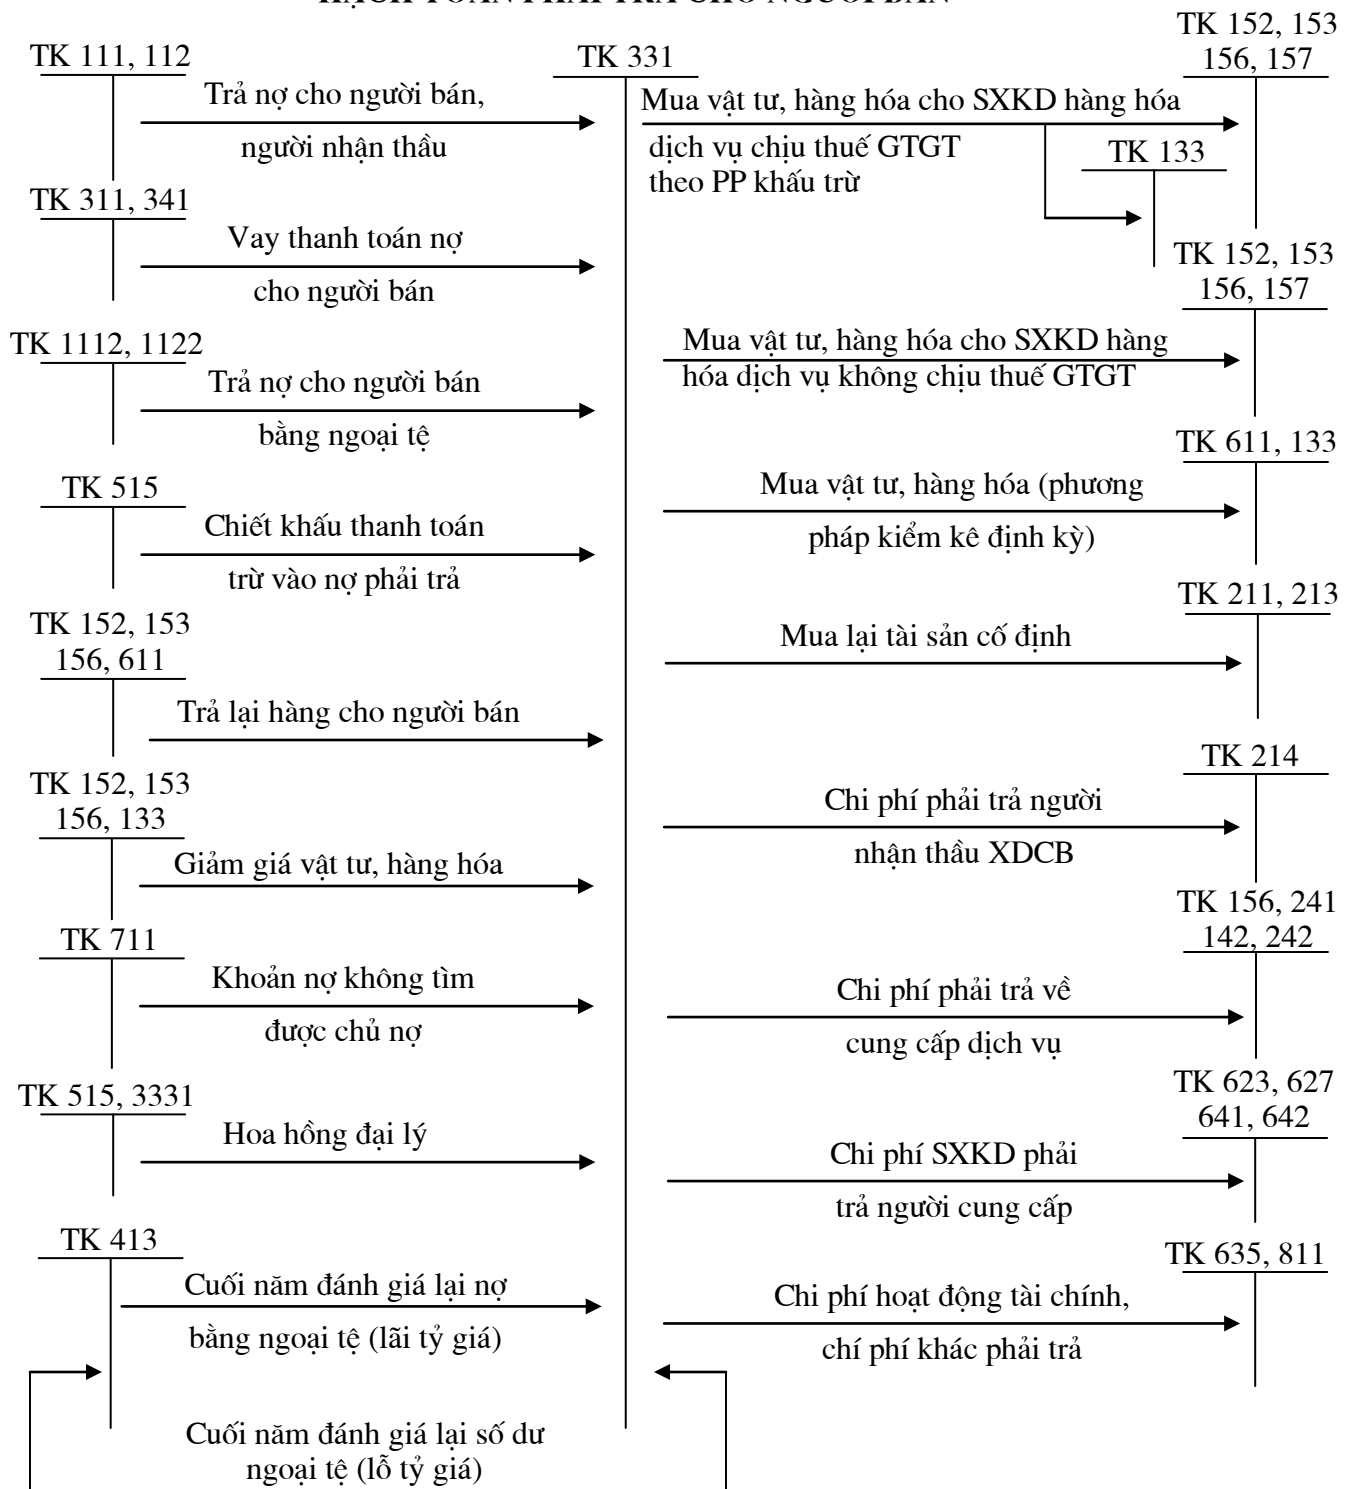 HẠCH TOÁN PHẢI TRẢ CHO NGƯỜI BÁN
TK 111, 112
Trả nợ cho người bán,
người nhận thầu
TK 311, 341
Vay thanh toán nợ
cho người bán
TK 1112, 1122
Trả nợ cho người bán
bằng ngoại tệ
TK 515
Chiết khấu thanh toán
trừ vào nợ phải trả
TK 152, 153
156, 611
Trả lại hàng cho người bán
TK 152, 153
156, 133
Giảm giá vật tư, hàng hóa
TK 711
Khoản nợ không tìm
được chủ nợ
TK 515, 3331
Hoa hồng đại lý
TK 413
Cuối năm đánh giá lại nợ
bằng ngoại tệ (lãi tỷ giá)
Cuối năm đánh giá lại số dư
ngoại tệ (lỗ tỷ giá)
TK 331
TK 152, 153
156, 157
Mua vật tư, hàng hóa cho SXKD hàng hóa
dịch vụ chịu thuế GTGT
theo PP khấu trừ
TK 133
TK 152, 153
156, 157
Mua vật tư, hàng hóa cho SXKD hàng
hóa dịch vụ không chịu thuế GTGT
TK 611, 133
Mua vật tư, hàng hóa (phương
pháp kiểm kê định kỳ)
TK 211, 213
Mua lại tài sản cố định
TK 214
Chi phí phải trả người
nhận thầu XDCB
TK 156, 241
142, 242
Chi phí phải trả về
cung cấp dịch vụ
TK 623, 627
641, 642
Chi phí SXKD phải
trả người cung cấp
TK 635, 811
Chi phí hoạt động tài chính,
chí phí khác phải trả